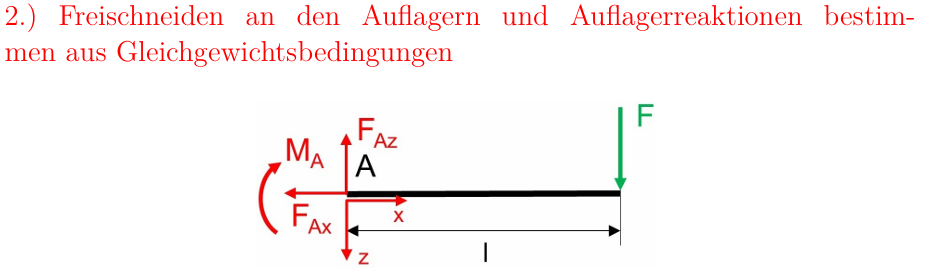 2.) Freischneiden an den Auflagern und Auflagerreaktionen bestim-
men aus Gleichgewichtsbedingungen
F
F_Az
M_A
A
F_Ax
x
l
z